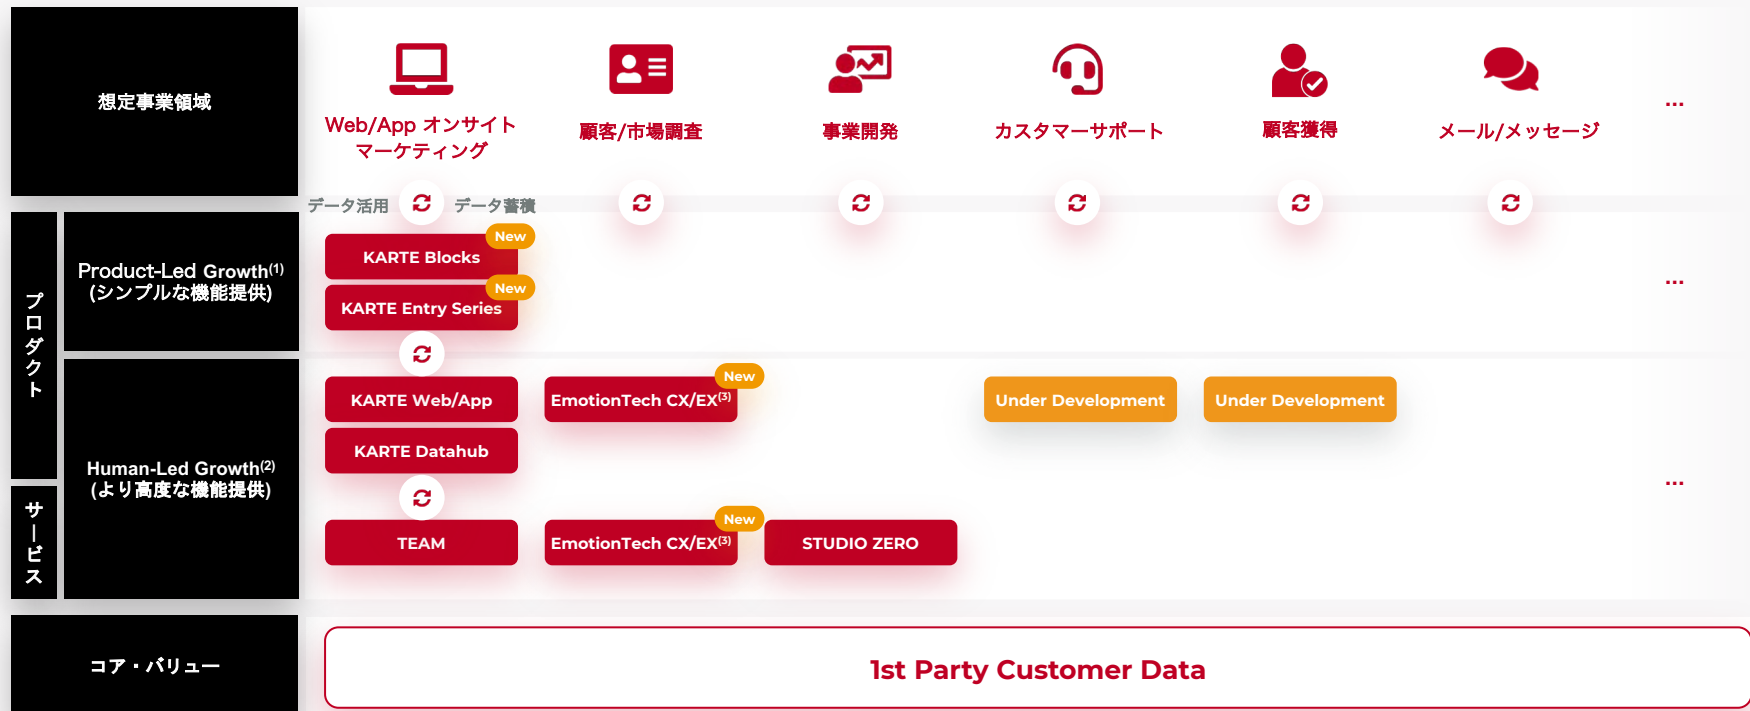 想定事業領域
Web/App オンサイト
マーケティング
顧客/市場調査
事業開発
カスタマーサポート
顧客獲得
メール/メッセージ
...
データ活用
データ蓄積
プロダクト
Product-Led Growth(1)
(シンプルな機能提供)
New
KARTE Blocks
New
KARTE Entry Series
...
Human-Led Growth(2)
(より高度な機能提供)
KARTE Web/App
New
EmotionTech CX/EX(3)
Under Development
Under Development
KARTE Datahub
...
サービス
TEAM
New
EmotionTech CX/EX(3)
STUDIO ZERO
コア・バリュー
1st Party Customer Data